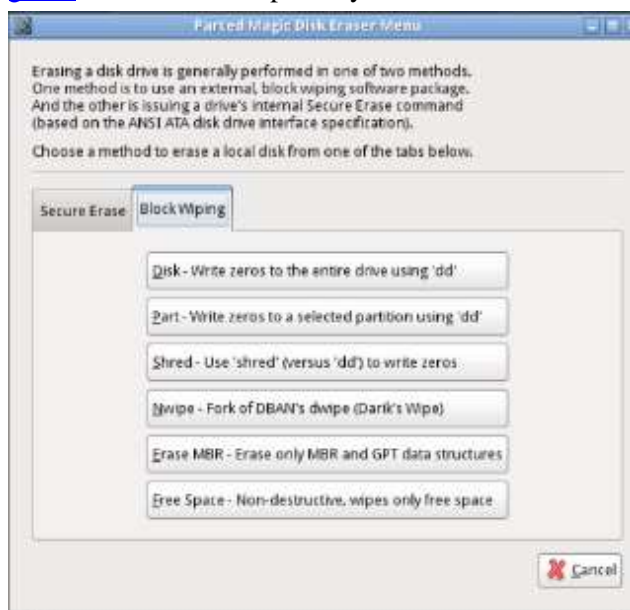 Parted Magic Disk Eraser Menu
Erasing a disk drive is generally performed in one of two methods.
One method is to use an external, block wiping software package.
And the other is issuing a drive's internal Secure Erase command
(based on the ANSI ATA disk drive interface specification).
Choose a method to erase a local disk from one of the tabs below.
Secure Erase
Block Wiping
Disk - Write zeros to the entire drive using 'dd'
Part - Write zeros to a selected partition using 'dd'
Shred - Use 'shred' (versus 'dd') to write zeros
Nwipe - Fork of DBAN's dwipe (Darik's Wipe)
Erase MBR - Erase only MBR and GPT data structures
Free Space - Non-destructive, wipes only free space
Cancel